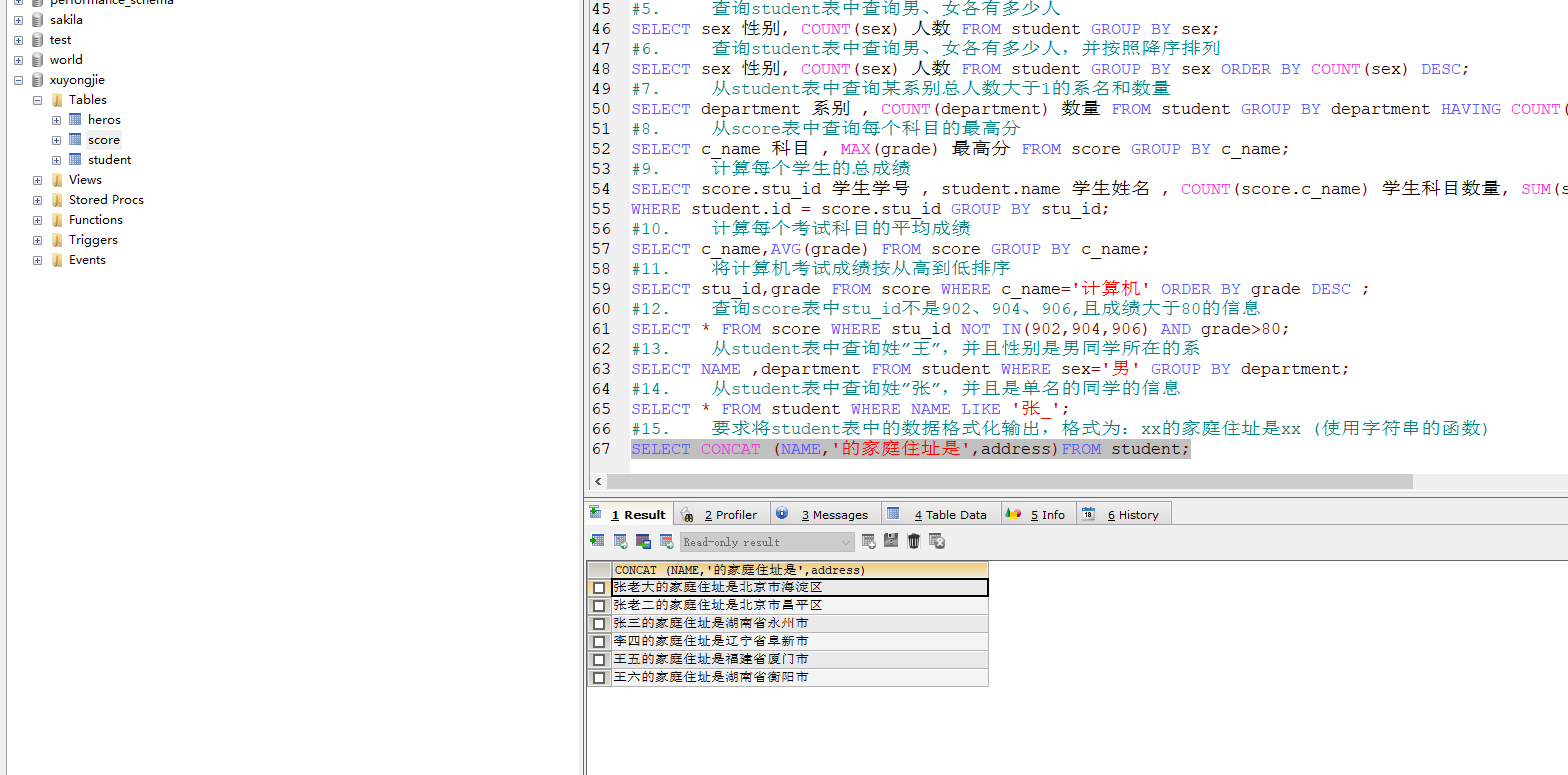 performance_schema
sakila
test
world
xuyongjie
Tables
heros
score
student
Views
Stored Procs
Functions
Triggers
Events
45 #5. 查询student表中查询男、女各有多少人
46 SELECT sex 性别, COUNT(sex) 人数 FROM student GROUP BY sex;
47 #6. 查询student表中查询男、女各有多少人，并按照降序排列
48 SELECT sex 性别, COUNT(sex) 人数 FROM student GROUP BY sex ORDER BY COUNT(sex) DESC;
49 #7. 从student表中查询某系别总人数大于1的系名和数量
50 SELECT department 系别 , COUNT(department) 数量 FROM student GROUP BY department HAVING COUNT(
51 #8. 从score表中查询每个科目的最高分
52 SELECT c_name 科目 , MAX(grade) 最高分 FROM score GROUP BY c_name;
53 #9. 计算每个学生的总成绩
54 SELECT score.stu_id 学生学号 , student.name 学生姓名 , COUNT(score.c_name) 学生科目数量, SUM(s
55 WHERE student.id = score.stu_id GROUP BY stu_id;
56 #10. 计算每个考试科目的平均成绩
57 SELECT c_name,AVG(grade) FROM score GROUP BY c_name;
58 #11. 将计算机考试成绩按从高到低排序
59 SELECT stu_id,grade FROM score WHERE c_name='计算机' ORDER BY grade DESC ;
60 #12. 查询score表中stu_id不是902、904、906,且成绩大于80的信息
61 SELECT * FROM score WHERE stu_id NOT IN(902,904,906) AND grade>80;
62 #13. 从student表中查询姓”王”，并且性别是男同学所在的系
63 SELECT NAME ,department FROM student WHERE sex='男' GROUP BY department;
64 #14. 从student表中查询姓”张”，并且是单名的同学的信息
65 SELECT * FROM student WHERE NAME LIKE '张_';
66 #15. 要求将student表中的数据格式化输出，格式为：xx的家庭住址是xx (使用字符串的函数)
67 SELECT CONCAT (NAME,'的家庭住址是',address)FROM student;
1 Result 2 Profiler 3 Messages 4 Table Data 5 Info 18 6 History
Read-only result
CONCAT (NAME,'的家庭住址是',address)
张老大的家庭住址是北京市海淀区
张老二的家庭住址是北京市昌平区
张三的家庭住址是湖南省永州市
李四的家庭住址是辽宁省阜新市
王五的家庭住址是福建省厦门市
王六的家庭住址是湖南省衡阳市